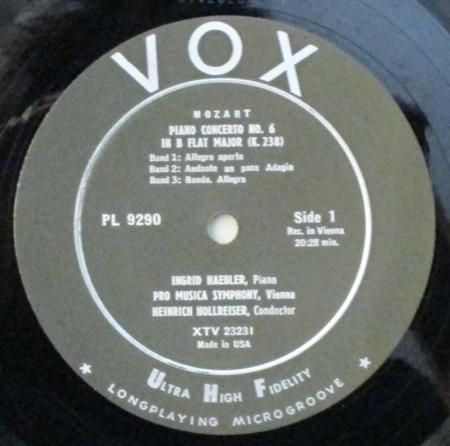 VOX
MOZART
PIANO CONCERTO NO. 6
IN B FLAT MAJOR (K. 238)
Band 1: Allegro aperto
Band 2: Andante un poco Adagio
Band 3: Rondo. Allegro
PL 9290
Side 1
Rec. in Vienna
20:28 min.
INGRID HAEBLER, Piano
PRO MUSICA SYMPHONY, Vienna
HEINRICH HOLLREISER, Conductor
XTV 23231
Made in USA
ULTRA HIGH FIDELITY
★ LONGPLAYING MICROGROOVE ★